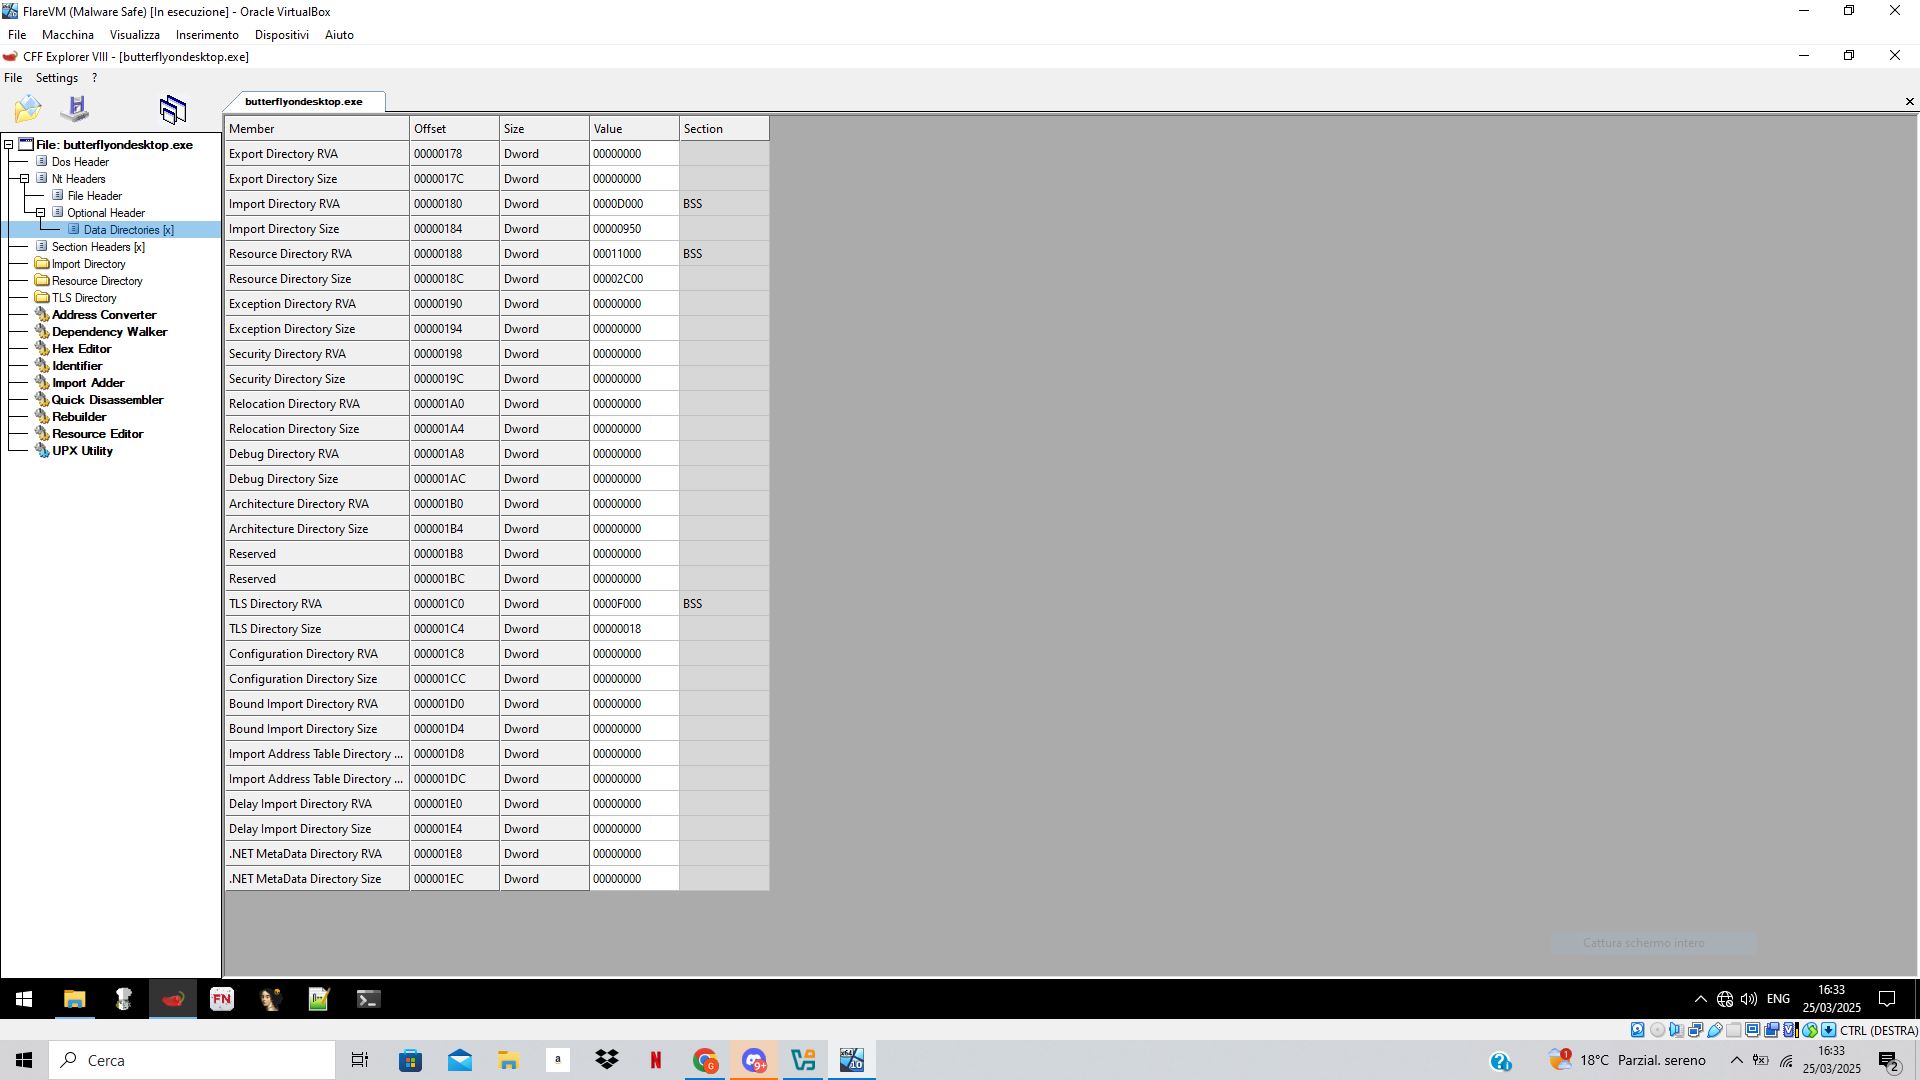 FlareVM (Malware Safe) [In esecuzione] - Oracle VirtualBox
File Macchina Visualizza Inserimento Dispositivi Aiuto
CFF Explorer VIII - [butterflyondesktop.exe]
File Settings ?
butterflyondesktop.exe
File: butterflyondesktop.exe
Dos Header
Nt Headers
File Header
Optional Header
Data Directories [x]
Section Headers [x]
Import Directory
Resource Directory
TLS Directory
Address Converter
Dependency Walker
Hex Editor
Identifier
Import Adder
Quick Disassembler
Rebuilder
Resource Editor
UPX Utility
Member Offset Size Value Section
Export Directory RVA 00000178 Dword 00000000
Export Directory Size 0000017C Dword 00000000
Import Directory RVA 00000180 Dword 0000D000 BSS
Import Directory Size 00000184 Dword 00000950
Resource Directory RVA 00000188 Dword 00011000 BSS
Resource Directory Size 0000018C Dword 00002C00
Exception Directory RVA 00000190 Dword 00000000
Exception Directory Size 00000194 Dword 00000000
Security Directory RVA 00000198 Dword 00000000
Security Directory Size 0000019C Dword 00000000
Relocation Directory RVA 000001A0 Dword 00000000
Relocation Directory Size 000001A4 Dword 00000000
Debug Directory RVA 000001A8 Dword 00000000
Debug Directory Size 000001AC Dword 00000000
Architecture Directory RVA 000001B0 Dword 00000000
Architecture Directory Size 000001B4 Dword 00000000
Reserved 000001B8 Dword 00000000
Reserved 000001BC Dword 00000000
TLS Directory RVA 000001C0 Dword 0000F000 BSS
TLS Directory Size 000001C4 Dword 00000018
Configuration Directory RVA 000001C8 Dword 00000000
Configuration Directory Size 000001CC Dword 00000000
Bound Import Directory RVA 000001D0 Dword 00000000
Bound Import Directory Size 000001D4 Dword 00000000
Import Address Table Directory ... 000001D8 Dword 00000000
Import Address Table Directory ... 000001DC Dword 00000000
Delay Import Directory RVA 000001E0 Dword 00000000
Delay Import Directory Size 000001E4 Dword 00000000
.NET MetaData Directory RVA 000001E8 Dword 00000000
.NET MetaData Directory Size 000001EC Dword 00000000
Cattura schermo intero
FN
ENG
16:33
25/03/2025
CTRL (DESTRA)
Cerca
a
N
G
9+
x64
10
1
18°C Parzial. sereno
16:33
25/03/2025
2